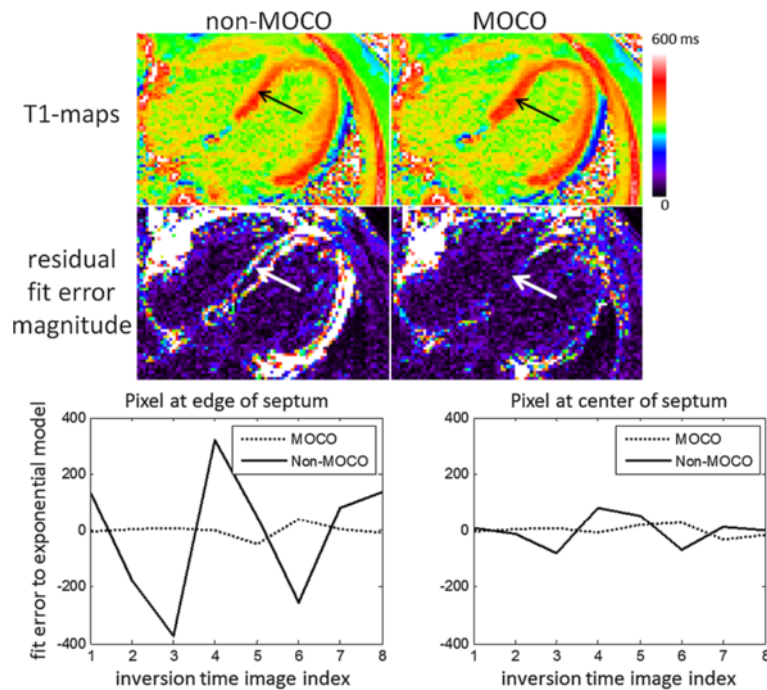 non-MOCO MOCO
600 ms
T1-maps
0
residual
fit error
magnitude
Pixel at edge of septum
Pixel at center of septum
fit error to exponential model
400
200
0
-200
-400
MOCO
Non-MOCO
1 2 3 4 5 6 7 8
inversion time image index
400
200
0
-200
-400
MOCO
Non-MOCO
1 2 3 4 5 6 7 8
inversion time image index